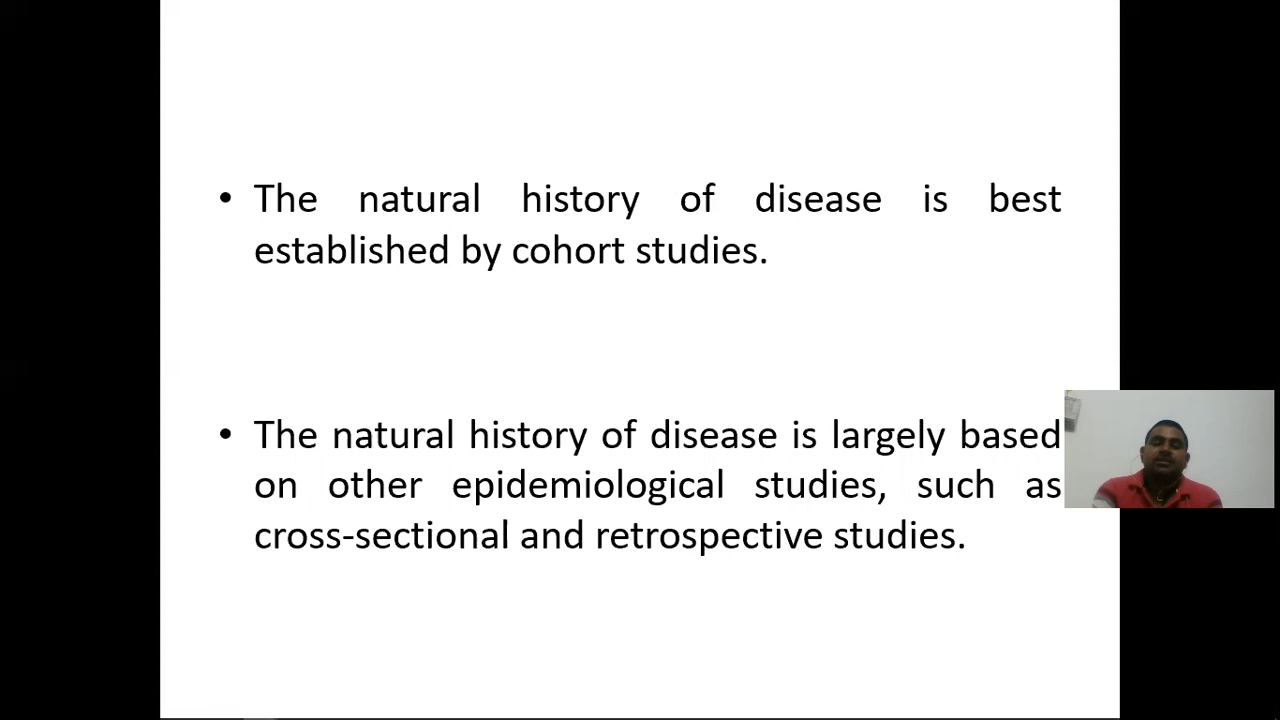 • The natural history of disease is best
established by cohort studies.
• The natural history of disease is largely based
on other epidemiological studies, such as
cross-sectional and retrospective studies.